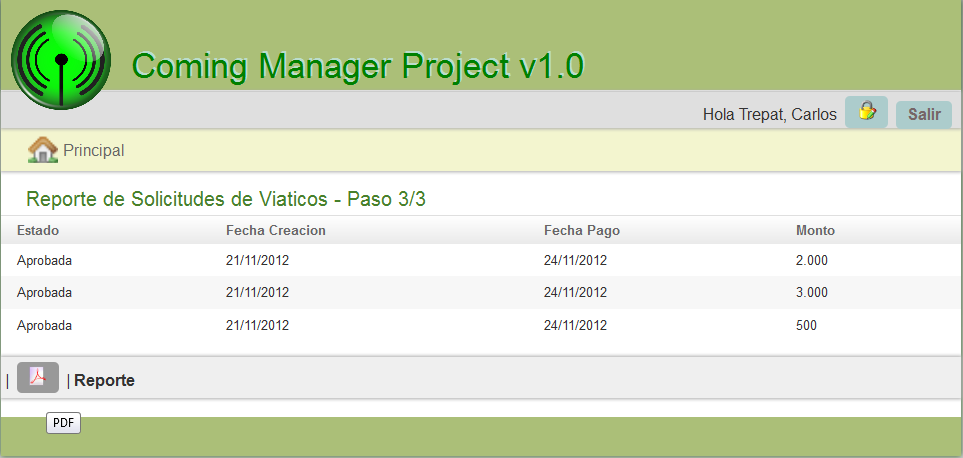 Coming Manager Project v1.0
Hola Trepat, Carlos Salir
Principal
Reporte de Solicitudes de Viaticos - Paso 3/3
Estado Fecha Creacion Fecha Pago Monto
Aprobada 21/11/2012 24/11/2012 2.000
Aprobada 21/11/2012 24/11/2012 3.000
Aprobada 21/11/2012 24/11/2012 500
| | Reporte
PDF